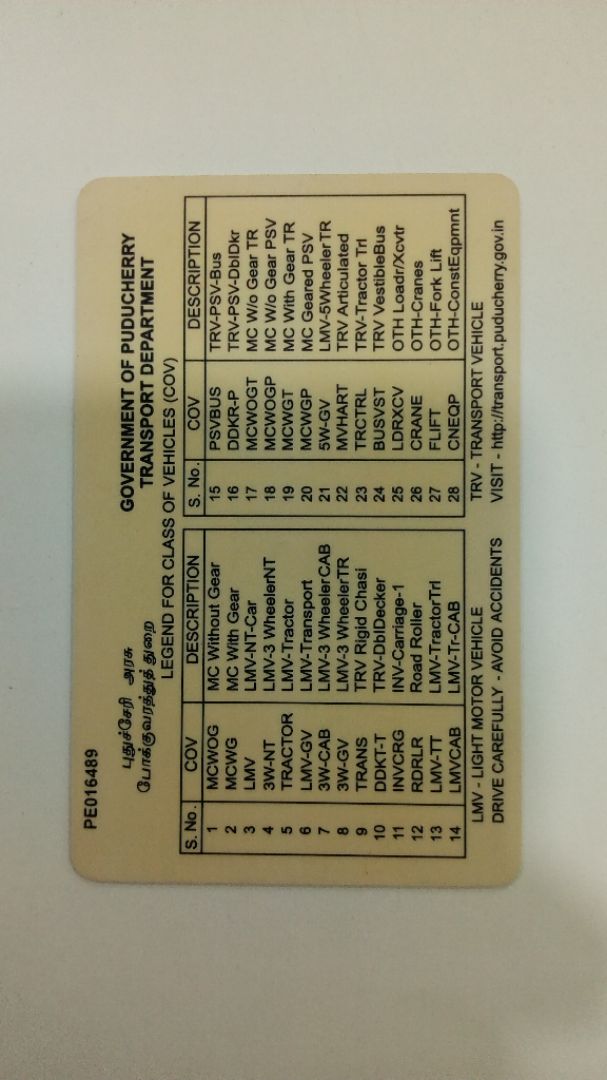 PE016489
புதுச்சேரி அரசு GOVERNMENT OF PUDUCHERRY
போக்குவரத்துத் துறை TRANSPORT DEPARTMENT
LEGEND FOR CLASS OF VEHICLES (COV)
S. No. COV DESCRIPTION S. No. COV DESCRIPTION
1 MCWOG MC Without Gear 15 PSVBUS TRV-PSV-Bus
2 MCWG MC With Gear 16 DDKR-P TRV-PSV-DblDkr
3 LMV LMV-NT-Car 17 MCWOGT MC W/o Gear TR
4 3W-NT LMV-3 WheelerNT 18 MCWOGP MC W/o Gear PSV
5 TRACTOR LMV-Tractor 19 MCWGT MC With Gear TR
6 LMV-GV LMV-Transport 20 MCWGP MC Geared PSV
7 3W-CAB LMV-3 WheelerCAB 21 5W-GV LMV-5WheelerTR
8 3W-GV LMV-3 WheelerTR 22 MVHART TRV Articulated
9 TRANS TRV Rigid Chasi 23 TRCTRL TRV-Tractor Trl
10 DDKT-T TRV-DblDecker 24 BUSVST TRV VestibleBus
11 INVCRG INV-Carriage-1 25 LDRXCV OTH Loadr/Xcvtr
12 RDRLR Road Roller 26 CRANE OTH-Cranes
13 LMV-TT LMV-TractorTrl 27 FLIFT OTH-Fork Lift
14 LMVCAB LMV-Tr-CAB 28 CNEQP OTH-ConstEqpmnt
LMV - LIGHT MOTOR VEHICLE TRV - TRANSPORT VEHICLE
DRIVE CAREFULLY - AVOID ACCIDENTS VISIT - http://transport.puducherry.gov.in